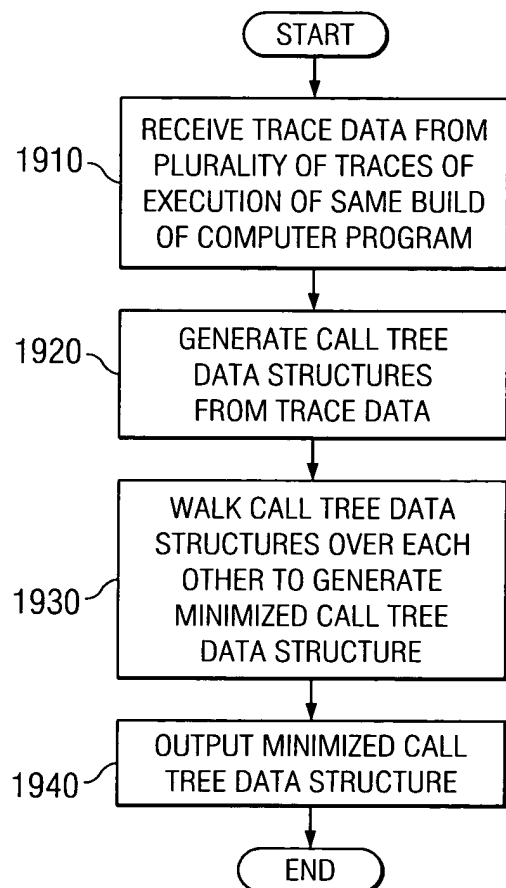 START
1910
RECEIVE TRACE DATA FROM
PLURALITY OF TRACES OF
EXECUTION OF SAME BUILD
OF COMPUTER PROGRAM
1920
GENERATE CALL TREE
DATA STRUCTURES
FROM TRACE DATA
1930
WALK CALL TREE DATA
STRUCTURES OVER EACH
OTHER TO GENERATE
MINIMIZED CALL TREE
DATA STRUCTURE
1940
OUTPUT MINIMIZED CALL
TREE DATA STRUCTURE
END